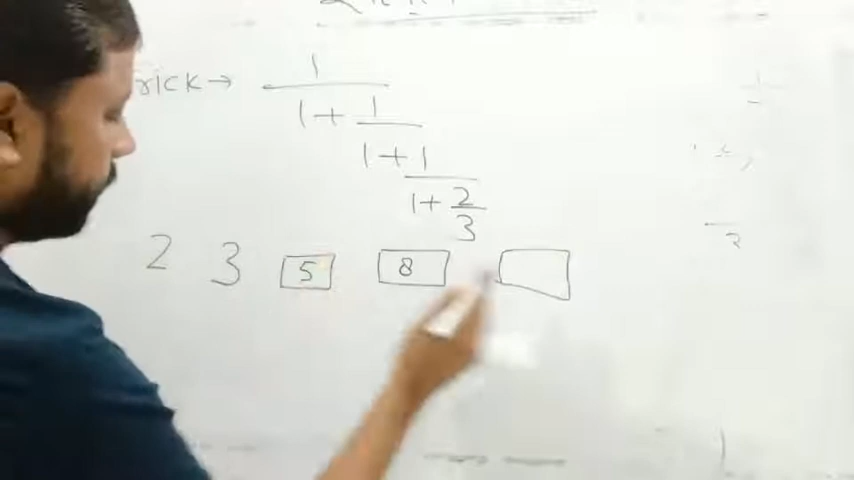 rick → 1
1 + 1
1 + 1
1 + 2
3
2 3 5 8